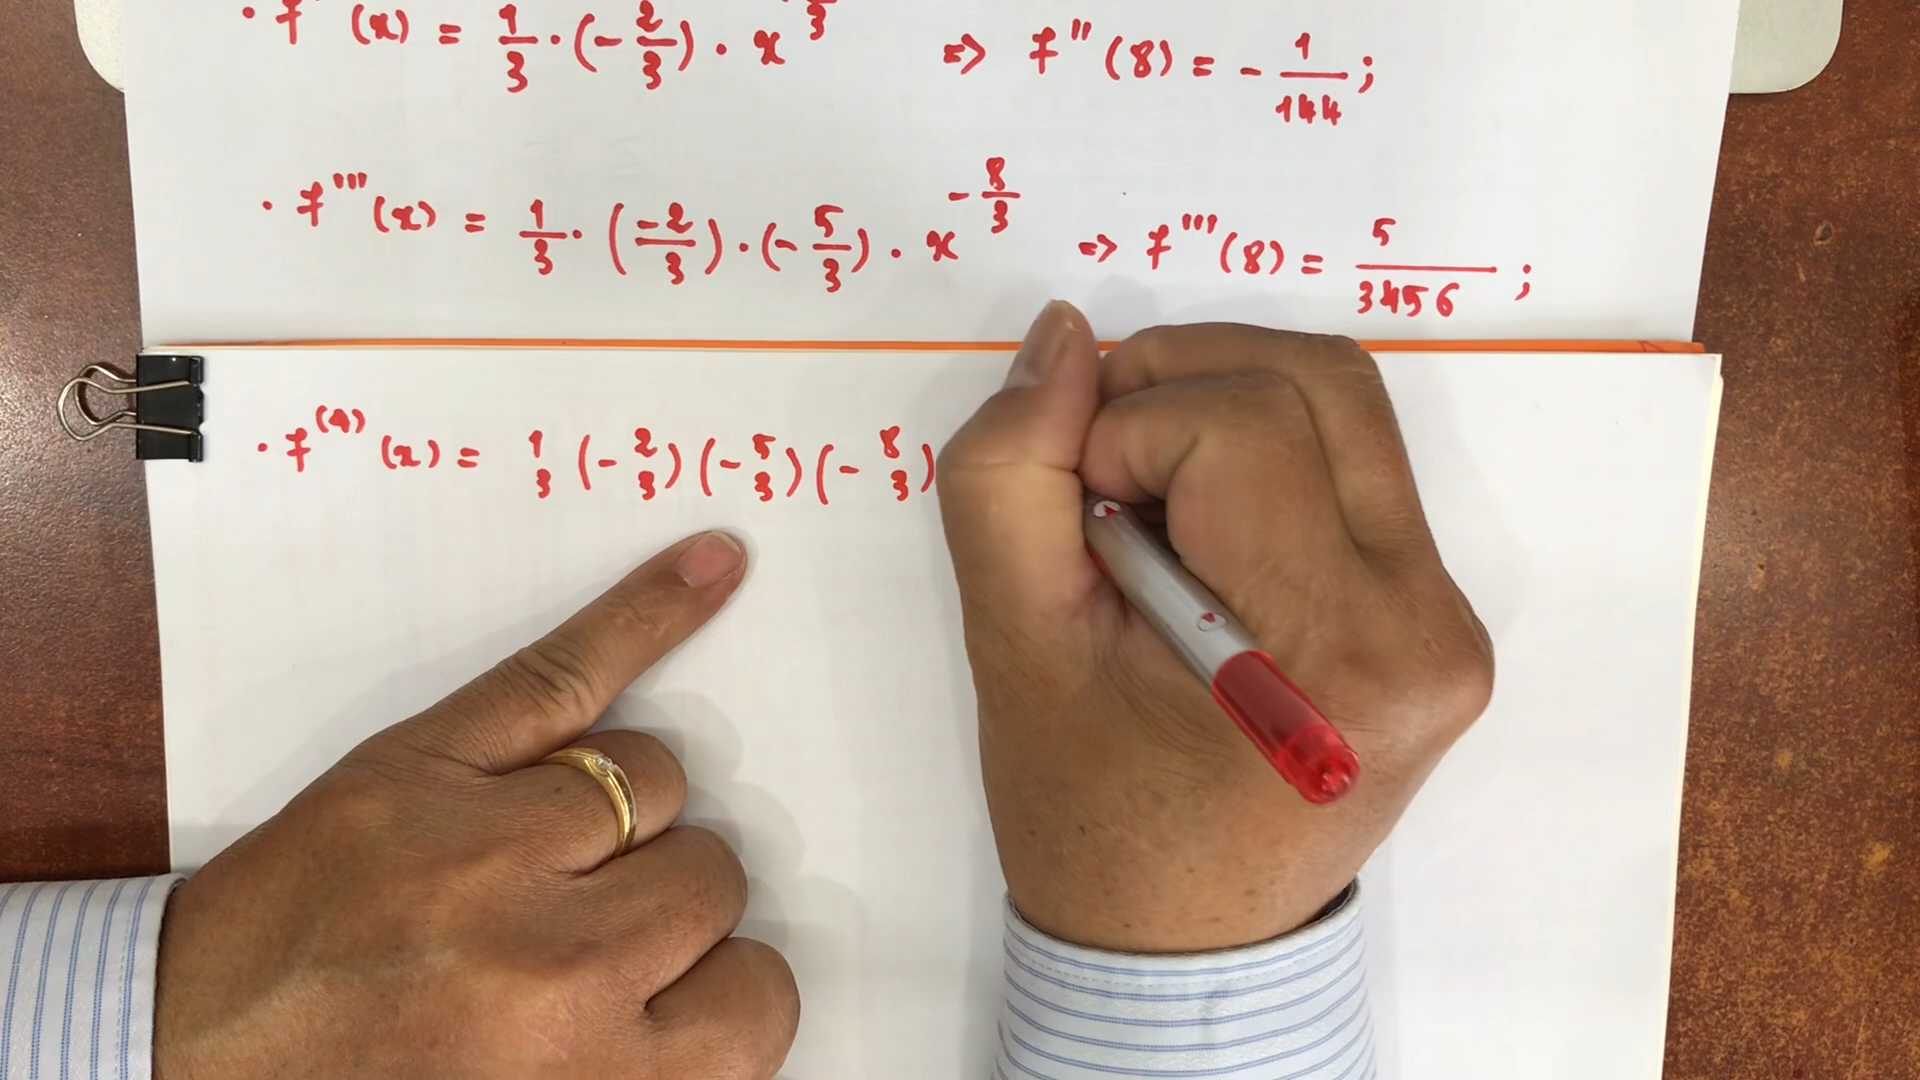 · f''(x) = 1/3 · (-2/3) · x => f''(8) = - 1/144 ;
· f'''(x) = 1/3 · (-2/3) · (-5/3) · x^-8/3 => f'''(8) = 5/3456 ;
· f^(4)(x) = 1/3 (-2/3)(-5/3)(-8/3)